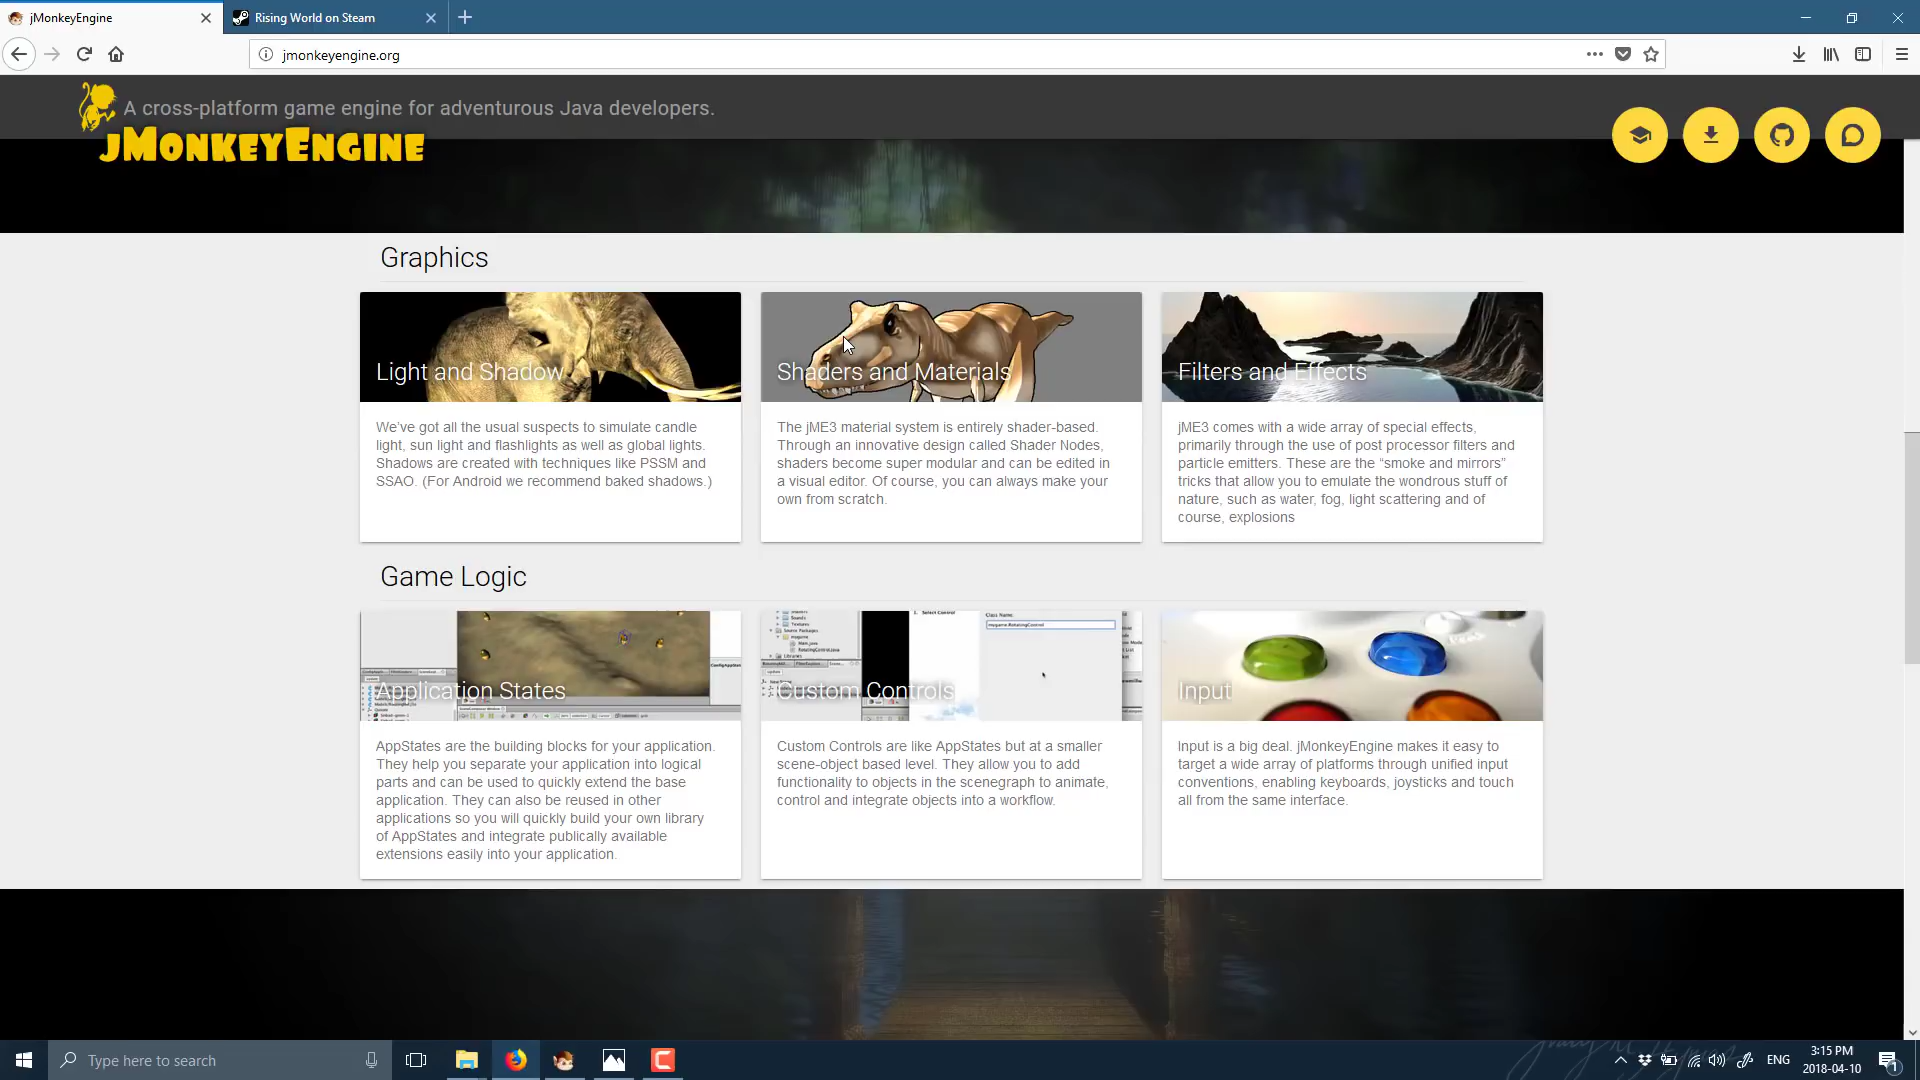 jMonkeyEngine
Rising World on Steam
jmonkeyengine.org
A cross-platform game engine for adventurous Java developers.
JMONKEYENGINE
Graphics
Light and Shadow
Shaders and Materials
Filters and Effects
We've got all the usual suspects to simulate candle
light, sun light and flashlights as well as global lights.
Shadows are created with techniques like PSSM and
SSAO. (For Android we recommend baked shadows.)
The jME3 material system is entirely shader-based.
Through an innovative design called Shader Nodes,
shaders become super modular and can be edited in
a visual editor. Of course, you can always make your
own from scratch.
jME3 comes with a wide array of special effects,
primarily through the use of post processor filters and
particle emitters. These are the “smoke and mirrors”
tricks that allow you to emulate the wondrous stuff of
nature, such as water, fog, light scattering and of
course, explosions
Game Logic
Application States
Class Name:
mygame.RotatingControl
Custom Controls
Input
AppStates are the building blocks for your application.
They help you separate your application into logical
parts and can be used to quickly extend the base
application. They can also be reused in other
applications so you will quickly build your own library
of AppStates and integrate publically available
extensions easily into your application.
Custom Controls are like AppStates but at a smaller
scene-object based level. They allow you to add
functionality to objects in the scenegraph to animate,
control and integrate objects into a workflow.
Input is a big deal. jMonkeyEngine makes it easy to
target a wide array of platforms through unified input
conventions, enabling keyboards, joysticks and touch
all from the same interface.
Type here to search
ENG
3:15 PM
2018-04-10
1